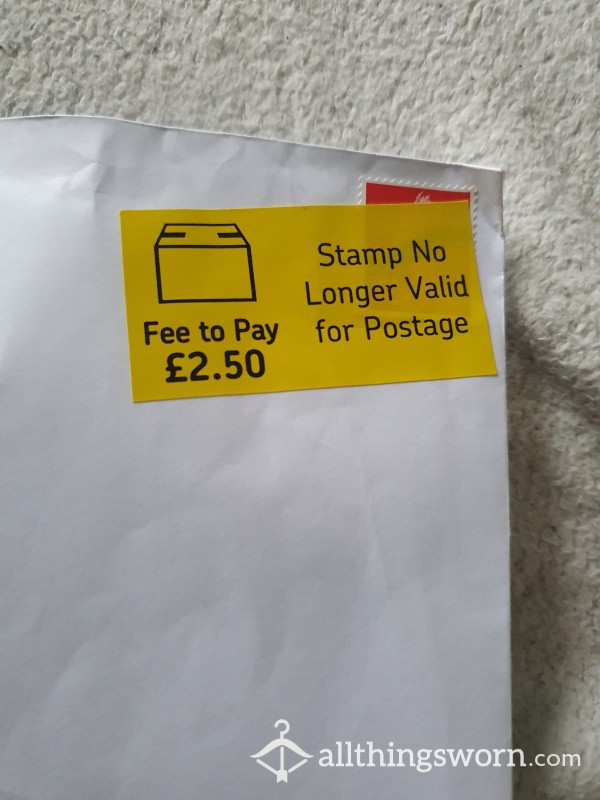 Stamp No
Longer Valid
for Postage
Fee to Pay
£2.50
allthingsworn.com